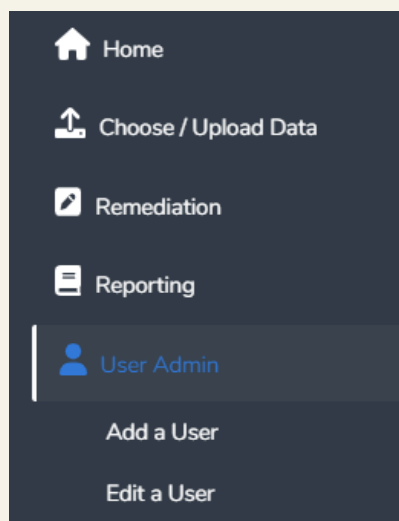 Home
Choose / Upload Data
Remediation
Reporting
User Admin
Add a User
Edit a User